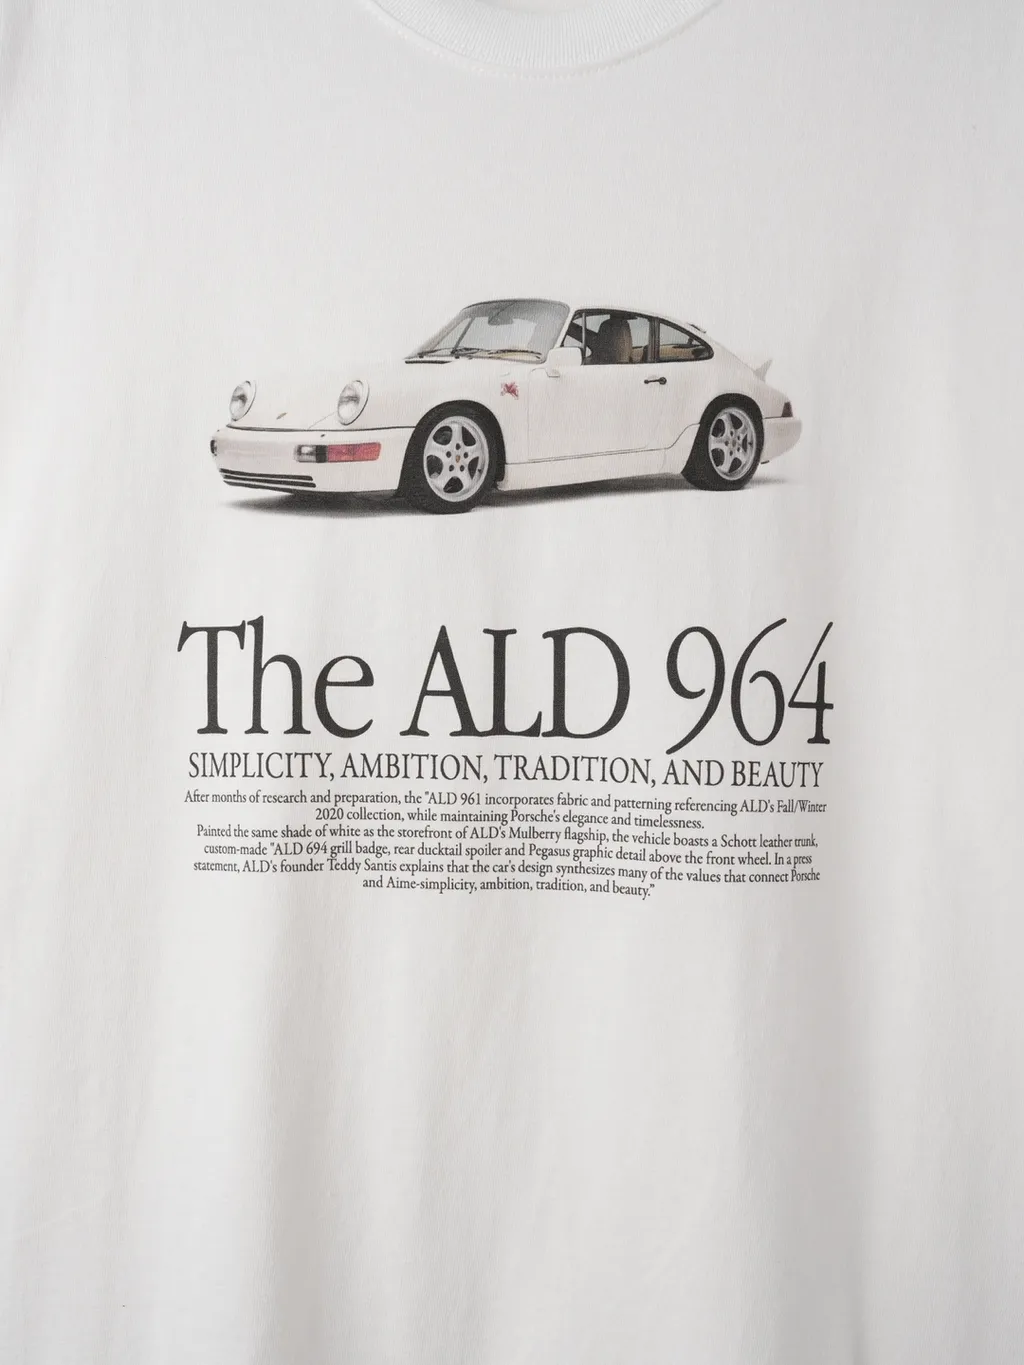 The ALD 964
SIMPLICITY, AMBITION, TRADITION, AND BEAUTY
After months of research and preparation, the "ALD 961 incorporates fabric and patterning referencing ALD's Fall/Winter
2020 collection, while maintaining Porsche's elegance and timelessness.
Painted the same shade of white as the storefront of ALD's Mulberry flagship, the vehicle boasts a Schott leather trunk,
custom-made "ALD 694 grill badge, rear ducktail spoiler and Pegasus graphic detail above the front wheel. In a press
statement, ALD's founder Teddy Santis explains that the car's design synthesizes many of the values that connect Porsche
and Aime-simplicity, ambition, tradition, and beauty."